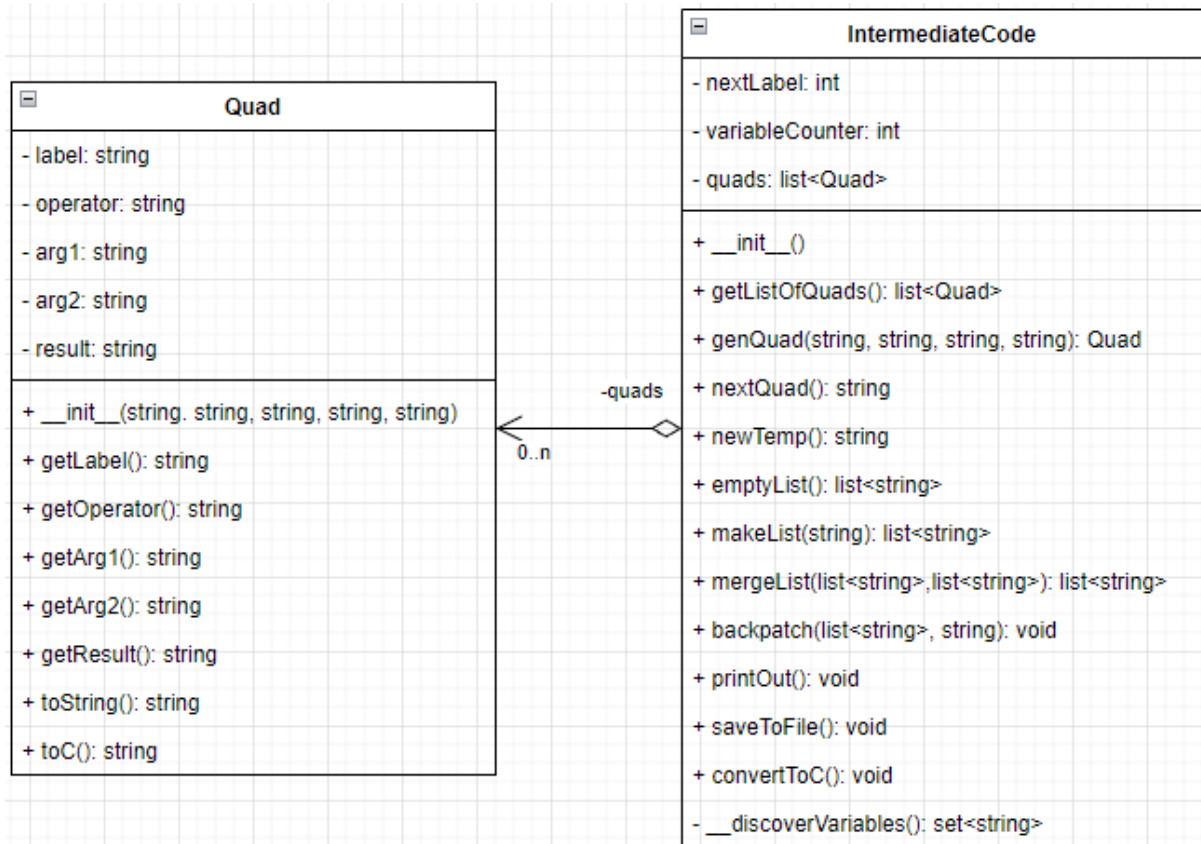 Quad
- label: string
- operator: string
- arg1: string
- arg2: string
- result: string
+ __init__(string. string, string, string, string)
+ getLabel(): string
+ getOperator(): string
+ getArg1(): string
+ getArg2(): string
+ getResult(): string
+ toString(): string
+ toC(): string
-quads
0..n
IntermediateCode
- nextLabel: int
- variableCounter: int
- quads: list<Quad>
+ __init__()
+ getListOfQuads(): list<Quad>
+ genQuad(string, string, string, string): Quad
+ nextQuad(): string
+ newTemp(): string
+ emptyList(): list<string>
+ makeList(string): list<string>
+ mergeList(list<string>,list<string>): list<string>
+ backpatch(list<string>, string): void
+ printOut(): void
+ saveToFile(): void
+ convertToC(): void
- __discoverVariables(): set<string>